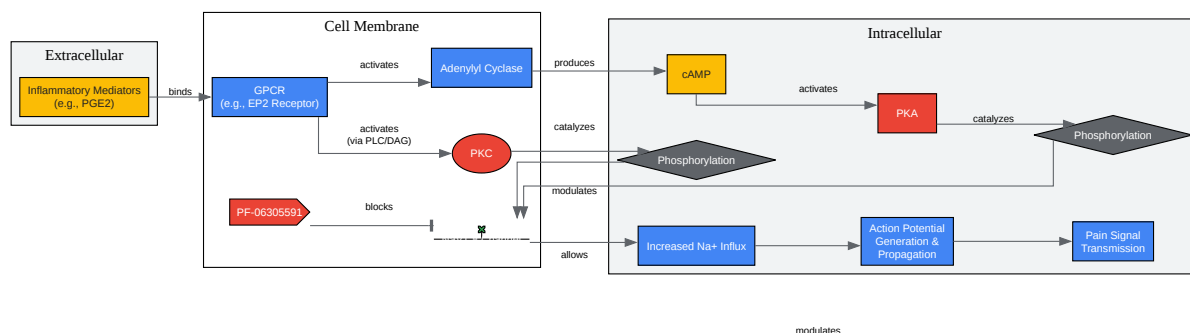 Extracellular
Inflammatory Mediators
(e.g., PGE2)
binds
Cell Membrane
GPCR
(e.g., EP2 Receptor)
activates
Adenylyl Cyclase
activates
(via PLC/DAG)
PKC
PF-06305591
blocks
produces
catalyzes
modulates
allows
Intracellular
cAMP
activates
PKA
catalyzes
Phosphorylation
Phosphorylation
Increased Na+ Influx
Action Potential
Generation &
Propagation
Pain Signal
Transmission
modulates